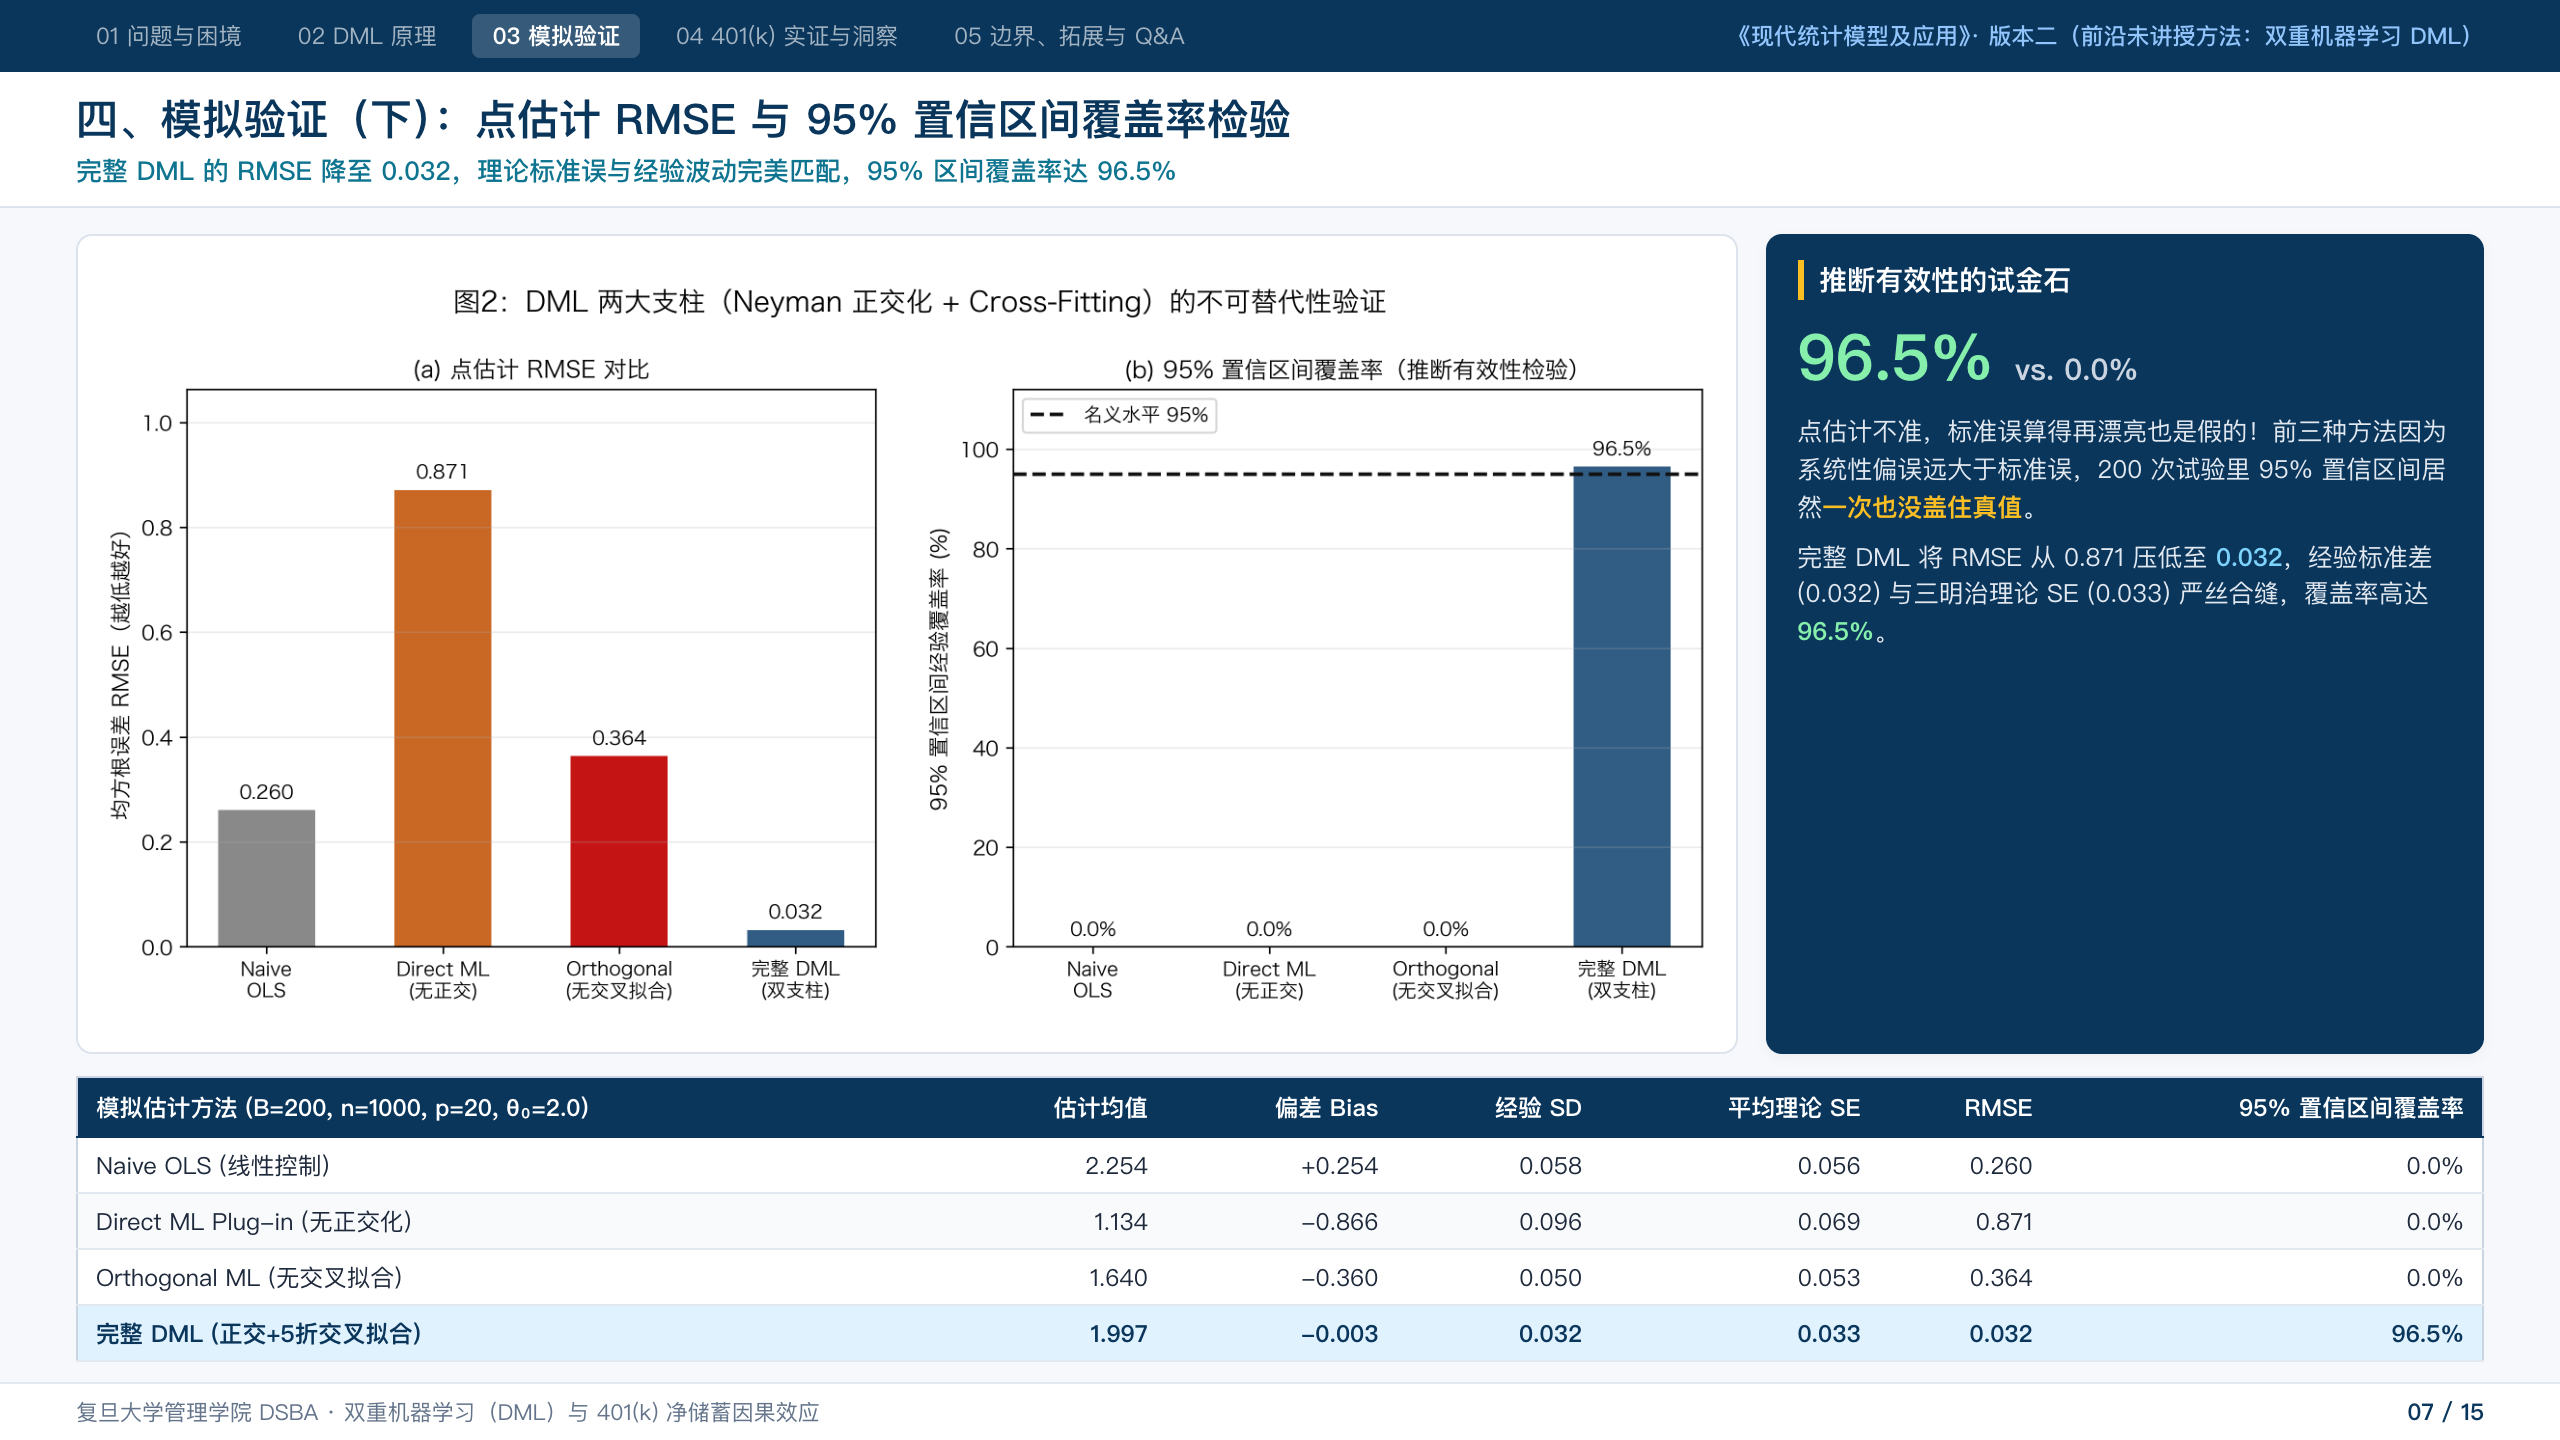 01 问题与困境
02 DML 原理
03 模拟验证
04 401(k) 实证与洞察
05 边界、拓展与 Q&A
《现代统计模型及应用》· 版本二（前沿未讲授方法：双重机器学习 DML）
四、模拟验证（下）：点估计 RMSE 与 95% 置信区间覆盖率检验
完整 DML 的 RMSE 降至 0.032，理论标准误与经验波动完美匹配，95% 区间覆盖率达 96.5%
图2：DML 两大支柱（Neyman 正交化 + Cross-Fitting）的不可替代性验证
(a) 点估计 RMSE 对比
均方根误差 RMSE（越低越好）
1.0
0.8
0.6
0.4
0.2
0.0
0.260
0.871
0.364
0.032
Naive
OLS
Direct ML
(无正交)
Orthogonal
(无交叉拟合)
完整 DML
(双支柱)
(b) 95% 置信区间覆盖率（推断有效性检验）
名义水平 95%
95% 置信区间经验覆盖率 (%)
100
80
60
40
20
0
0.0%
0.0%
0.0%
96.5%
Naive
OLS
Direct ML
(无正交)
Orthogonal
(无交叉拟合)
完整 DML
(双支柱)
推断有效性的试金石
96.5% vs. 0.0%
点估计不准，标准误算得再漂亮也是假的！前三种方法因为
系统性偏误远大于标准误，200 次试验里 95% 置信区间居
然一次也没盖住真值。
完整 DML 将 RMSE 从 0.871 压低至 0.032，经验标准差
(0.032) 与三明治理论 SE (0.033) 严丝合缝，覆盖率高达
96.5%。
模拟估计方法 (B=200, n=1000, p=20, θ₀=2.0) 估计均值 偏差 Bias 经验 SD 平均理论 SE RMSE 95% 置信区间覆盖率
Naive OLS (线性控制) 2.254 +0.254 0.058 0.056 0.260 0.0%
Direct ML Plug-in (无正交化) 1.134 −0.866 0.096 0.069 0.871 0.0%
Orthogonal ML (无交叉拟合) 1.640 −0.360 0.050 0.053 0.364 0.0%
完整 DML (正交+5折交叉拟合) 1.997 −0.003 0.032 0.033 0.032 96.5%
复旦大学管理学院 DSBA · 双重机器学习（DML）与 401(k) 净储蓄因果效应
07 / 15